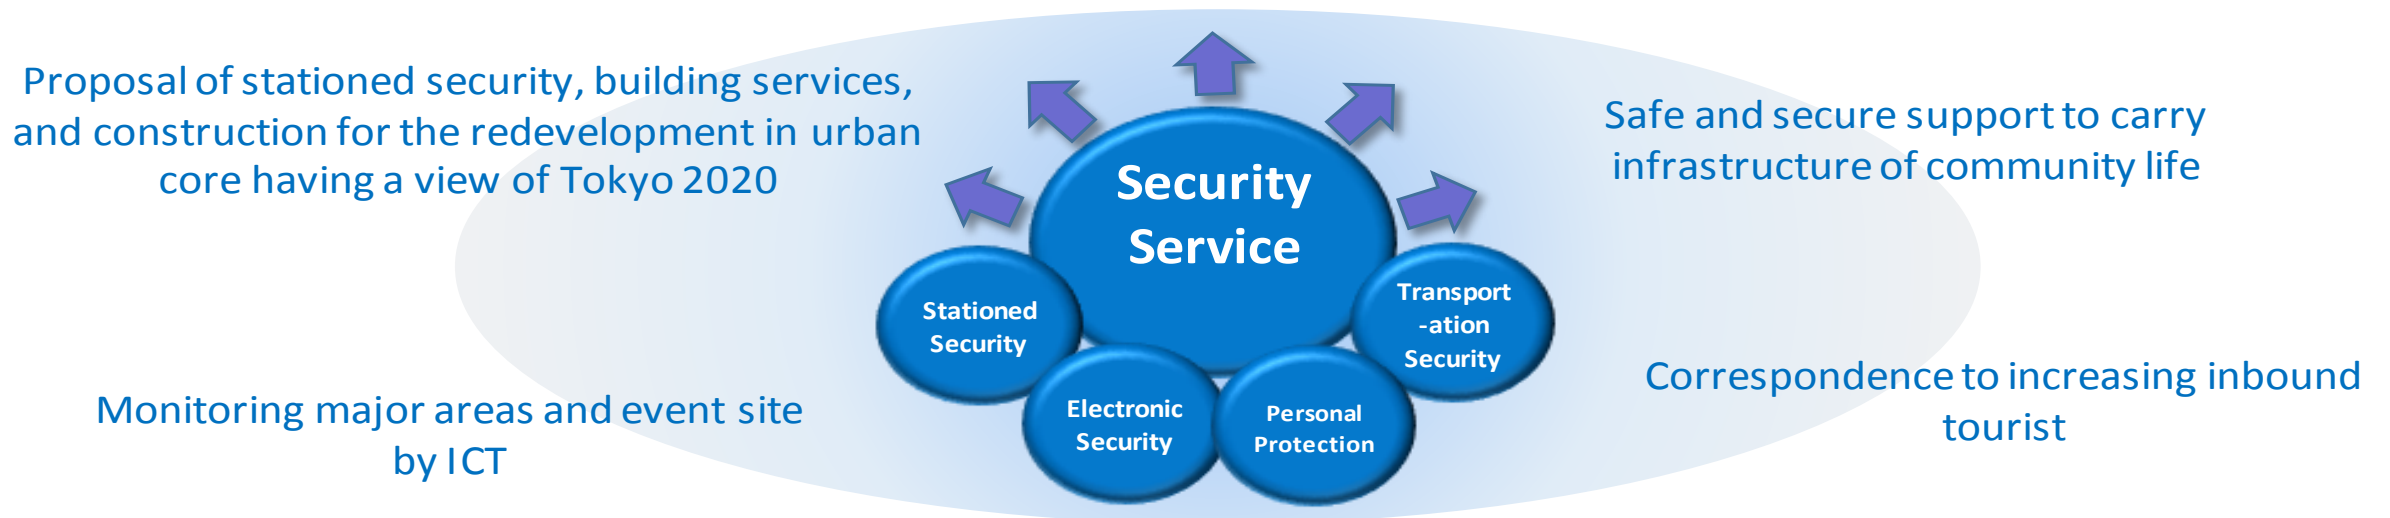 Proposal of stationed security, building services,
and construction for the redevelopment in urban
core having a view of Tokyo 2020
Safe and secure support to carry
infrastructure of community life
Security
Service
Stationed
Security
Transport
-ation
Security
Electronic
Security
Personal
Protection
Monitoring major areas and event site
by ICT
Correspondence to increasing inbound
tourist